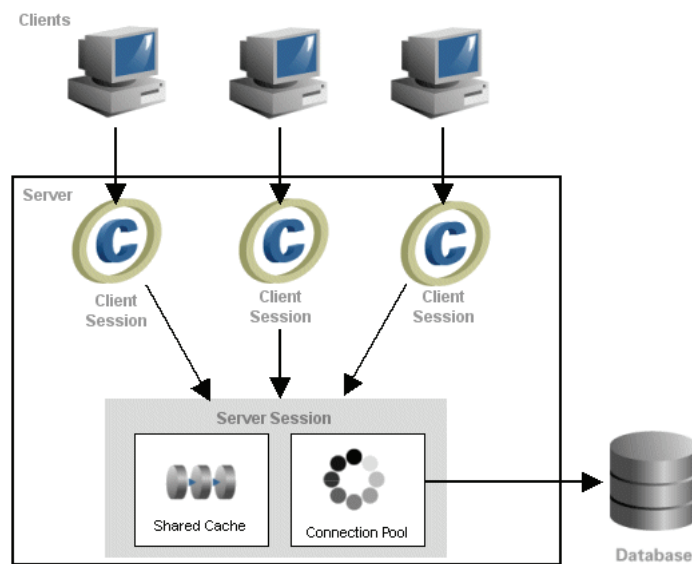 Clients
Server
C
C
C
Client
Session
Client
Session
Client
Session
Server Session
Shared Cache
Connection Pool
Database